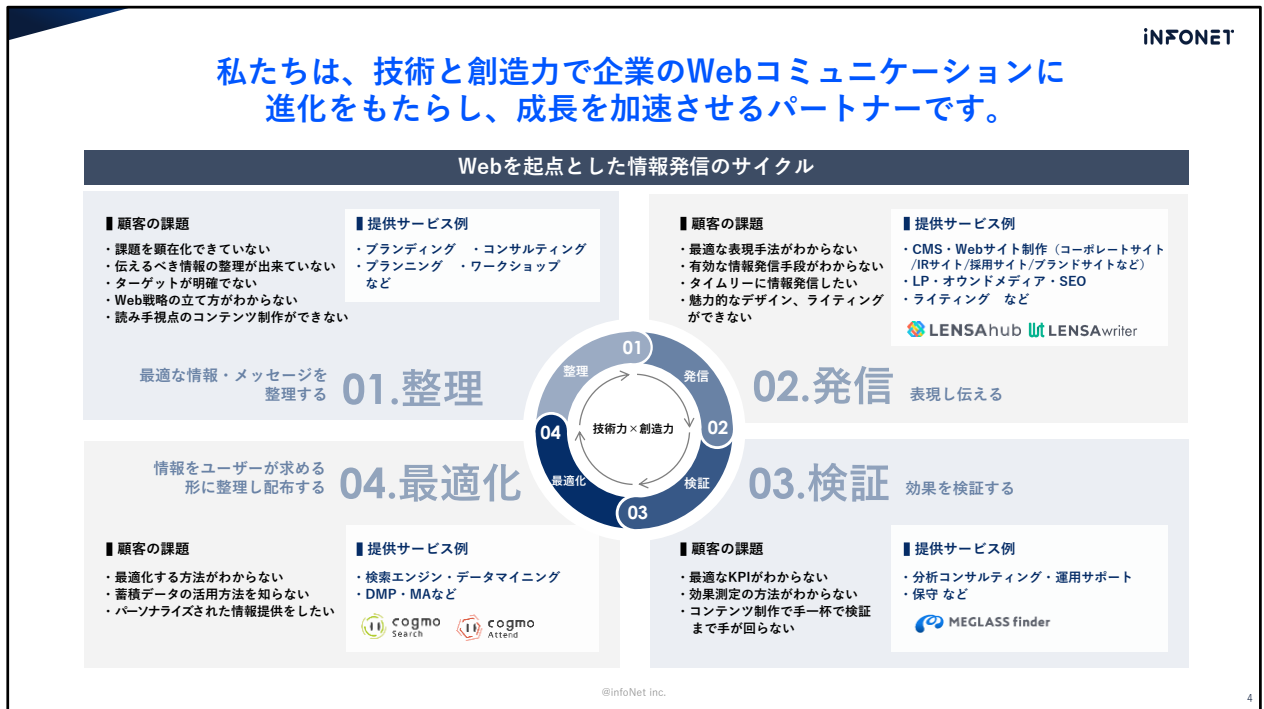 iNFONET
私たちは、技術と創造力で企業のWebコミュニケーションに
進化をもたらし、成長を加速させるパートナーです。
Webを起点とした情報発信のサイクル
顧客の課題
・課題を顕在化できていない
・伝えるべき情報の整理が出来ていない
・ターゲットが明確でない
・Web戦略の立て方がわからない
・読み手視点のコンテンツ制作ができない
提供サービス例
・ブランディング ・コンサルティング
・プランニング ・ワークショップ
など
最適な情報・メッセージを
整理する
01.整理
顧客の課題
・最適な表現手法がわからない
・有効な情報発信手段がわからない
・タイムリーに情報発信したい
・魅力的なデザイン、ライティング
ができない
提供サービス例
・CMS・Webサイト制作（コーポレートサイト
/IRサイト/採用サイト/ブランドサイトなど）
・LP・オウンドメディア・SEO
・ライティング など
LENSAhub LENSAwriter
02.発信 表現し伝える
01
整理
発信
技術力×創造力
02
04
最適化
検証
03
情報をユーザーが求める
形に整理し配布する
04.最適化
顧客の課題
・最適化する方法がわからない
・蓄積データの活用方法を知らない
・パーソナライズされた情報提供をしたい
提供サービス例
・検索エンジン・データマイニング
・DMP・MAなど
cogmo
Search
cogmo
Attend
03.検証 効果を検証する
顧客の課題
・最適なKPIがわからない
・効果測定の方法がわからない
・コンテンツ制作で手一杯で検証
まで手が回らない
提供サービス例
・分析コンサルティング・運用サポート
・保守 など
MEGLASS finder
@infoNet inc.
4